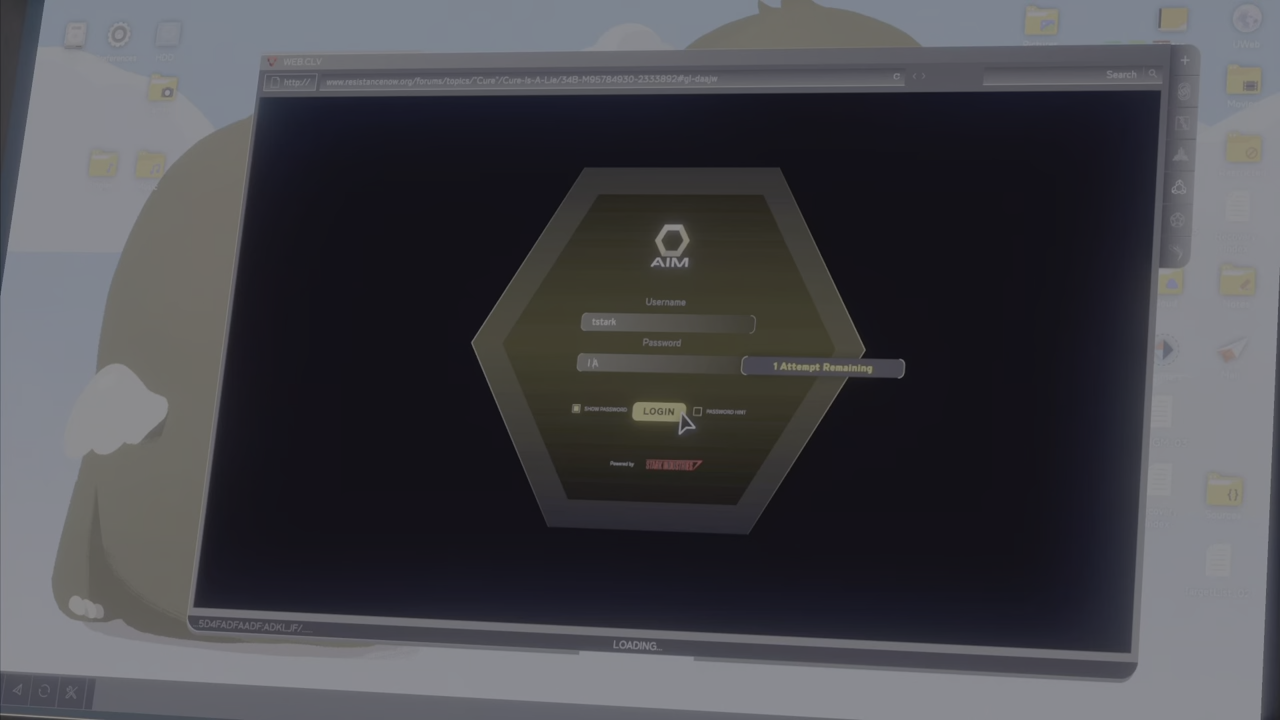 WEB CLV
http:// www.resistancenow.org/forums/topics/"Cure"/Cure-Is-A-Lie/34B-M95784930-2333892#gl-daajw
Search
AIM
Username
tstark
Password
1 Attempt Remaining
SHOW PASSWORD
LOGIN
PASSWORD HINT
Powered by STARK INDUSTRIES
LOADING...